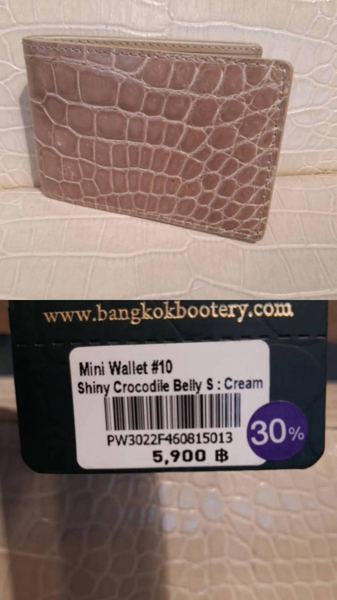 www.bangkokbootery.com
Mini Wallet #10
Shiny Crocodile Belly S : Cream
PW3022F460815013
5,900 ฿
30%